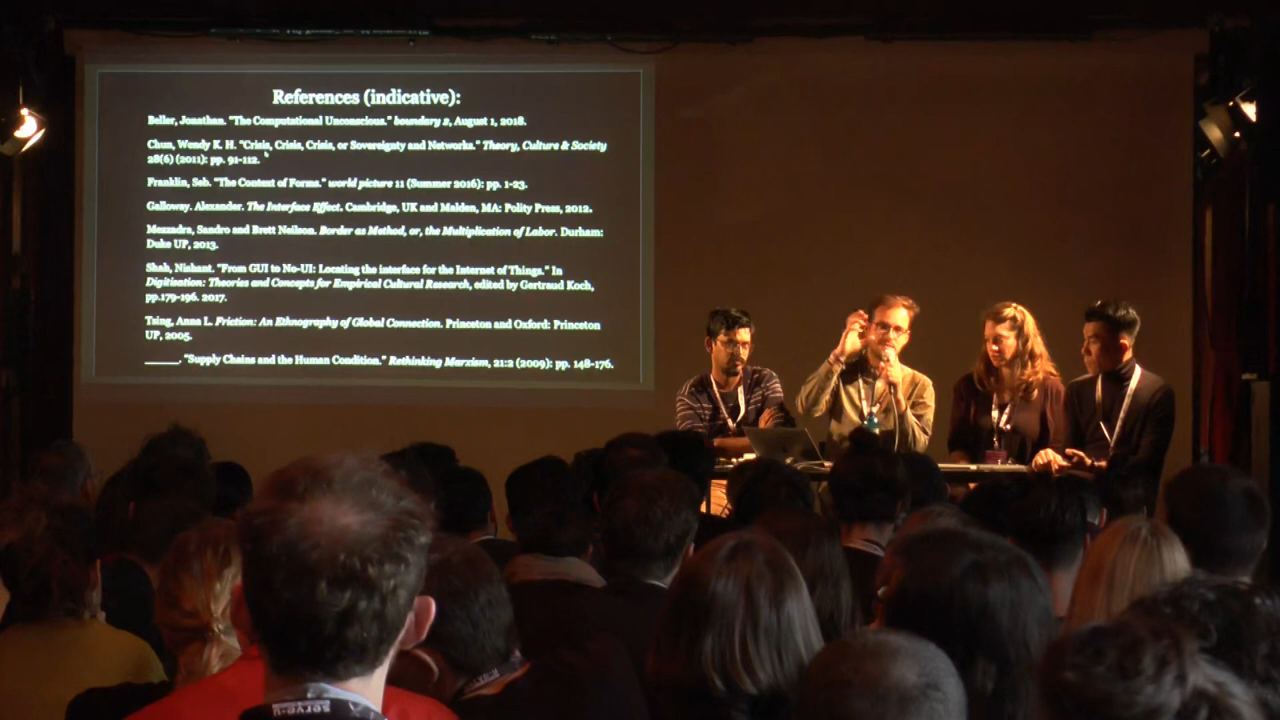 References (indicative):
Beller, Jonathan. "The Computational Unconscious." boundary 2, August 1, 2018.
Chun, Wendy K. H. "Crisis, Crisis, Crisis, or Sovereignty and Networks." Theory, Culture & Society
28(6) (2011): pp. 91-112.
Franklin, Seb. "The Context of Forms." world picture 11 (Summer 2016): pp. 1-23.
Galloway. Alexander. The Interface Effect. Cambridge, UK and Malden, MA: Polity Press, 2012.
Mezzadra, Sandro and Brett Neilson. Border as Method, or, the Multiplication of Labor. Durham:
Duke UP, 2013.
Shah, Nishant. "From GUI to No-UI: Locating the interface for the Internet of Things." In
Digitisation: Theories and Concepts for Empirical Cultural Research, edited by Gertraud Koch,
pp.179-196. 2017.
Tsing, Anna L. Friction: An Ethnography of Global Connection. Princeton and Oxford: Princeton
UP, 2005.
_____. "Supply Chains and the Human Condition." Rethinking Marxism, 21:2 (2009): pp. 148-176.
serve-u